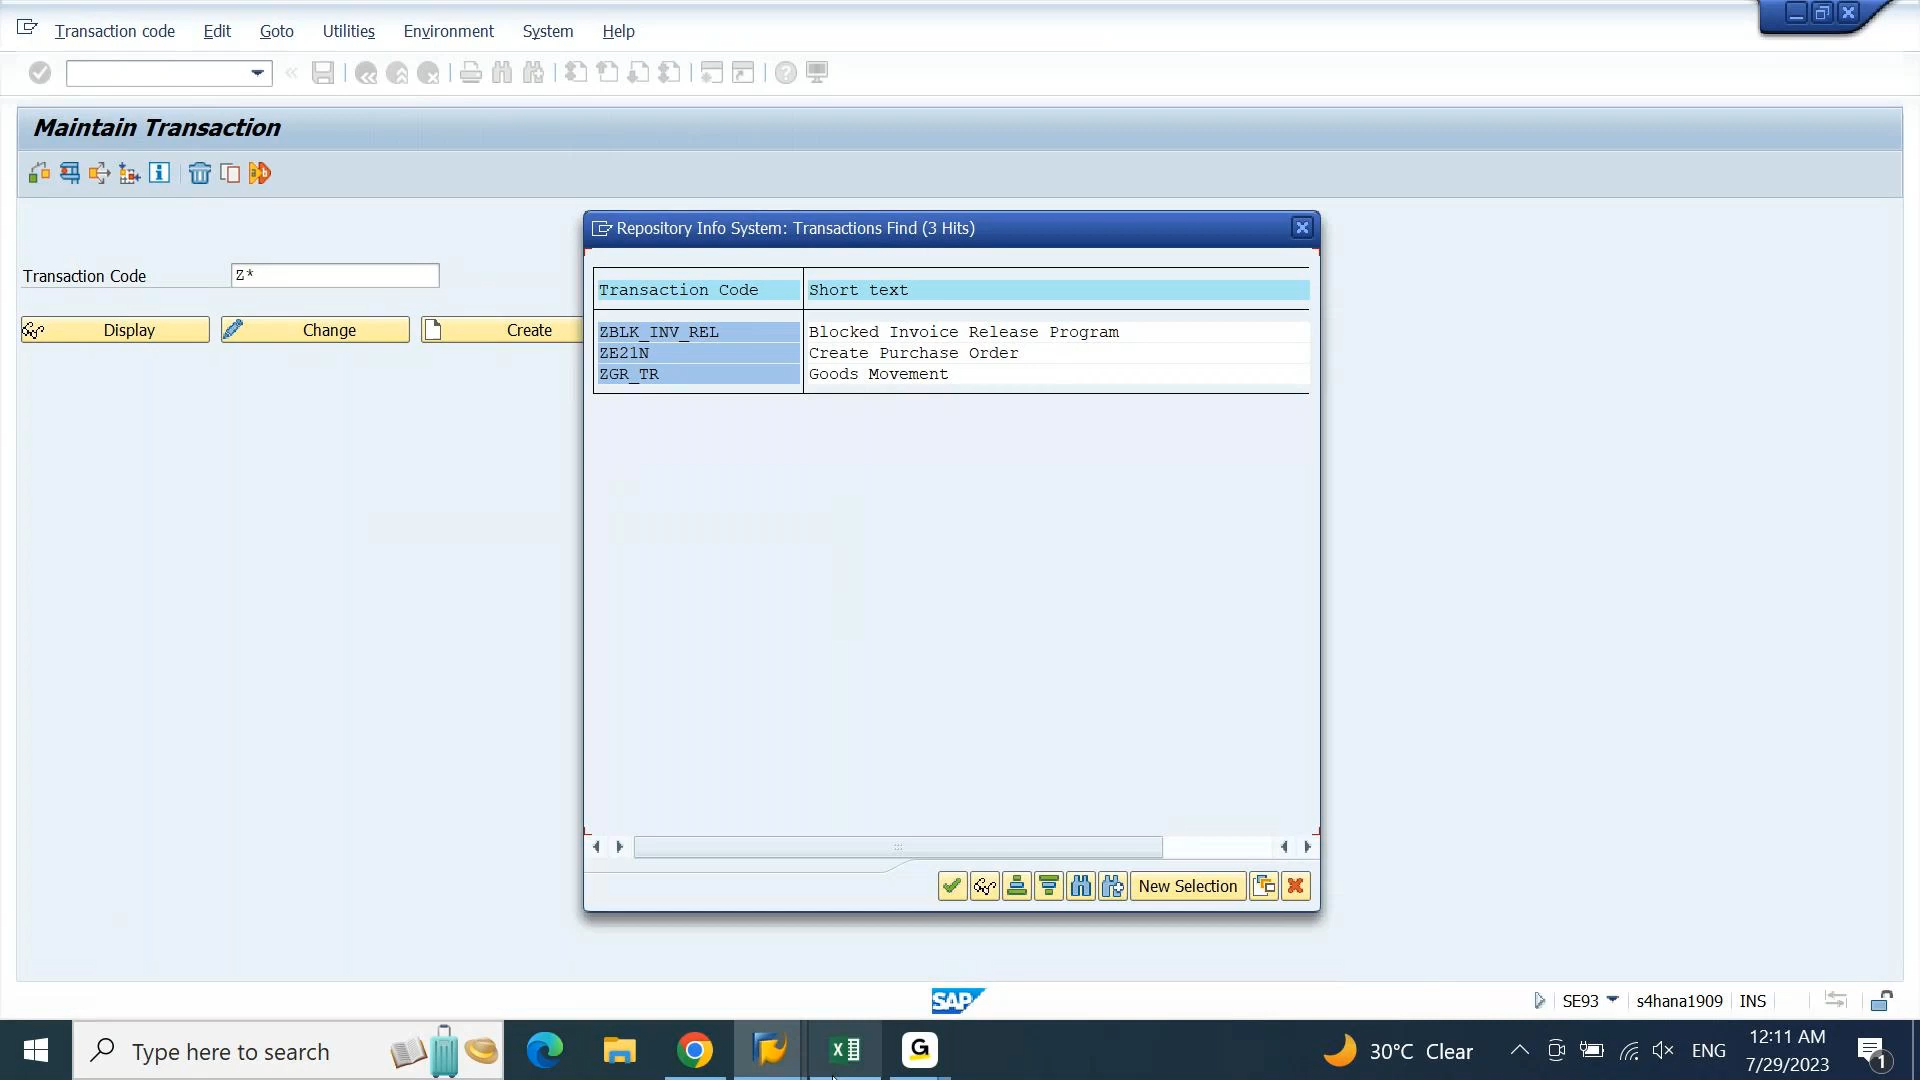 Transaction code Edit Goto Utilities Environment System Help
Maintain Transaction
Repository Info System: Transactions Find (3 Hits)
Transaction Code Z*
Transaction Code Short text
Display Change Create
ZBLK_INV_REL Blocked Invoice Release Program
ZE21N Create Purchase Order
ZGR_TR Goods Movement
New Selection
SAP
SE93 s4hana1909 INS
Type here to search
30°C Clear
ENG
12:11 AM
7/29/2023
1